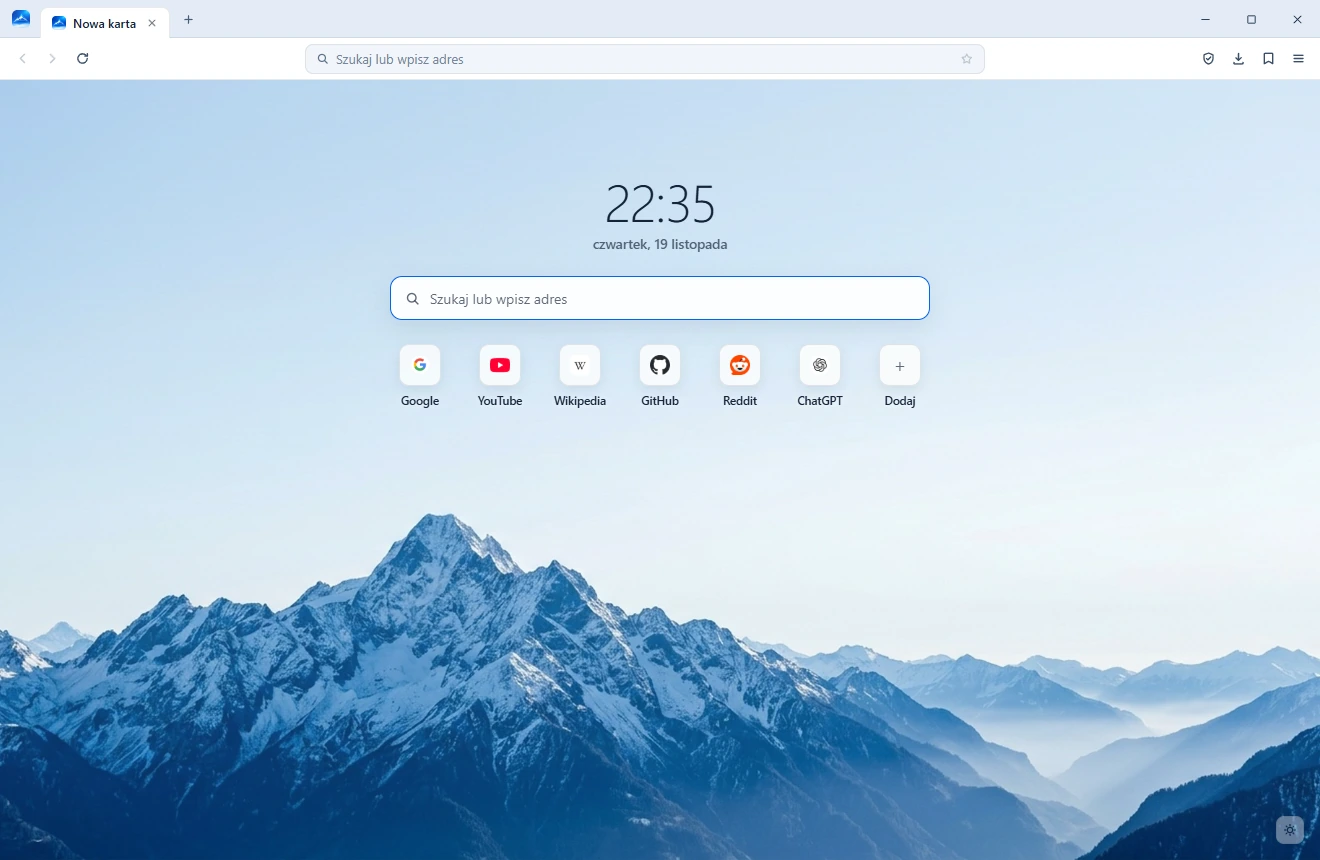 Nowa karta
Szukaj lub wpisz adres
22:35
czwartek, 19 listopada
Szukaj lub wpisz adres
W
Google YouTube Wikipedia GitHub Reddit ChatGPT Dodaj